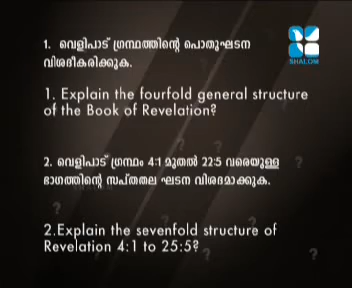 SHALOM
1. വെളിപാട് ഗ്രന്ഥത്തിന്റെ പൊതുഘടന
വിശദീകരിക്കുക.
1. Explain the fourfold general structure
of the Book of Revelation?
2. വെളിപാട് ഗ്രന്ഥം 4:1 മുതൽ 22:5 വരെയുള്ള
ഭാഗത്തിന്റെ സപ്തതല ഘടന വിശദമാക്കുക.
2.Explain the sevenfold structure of
Revelation 4:1 to 25:5?